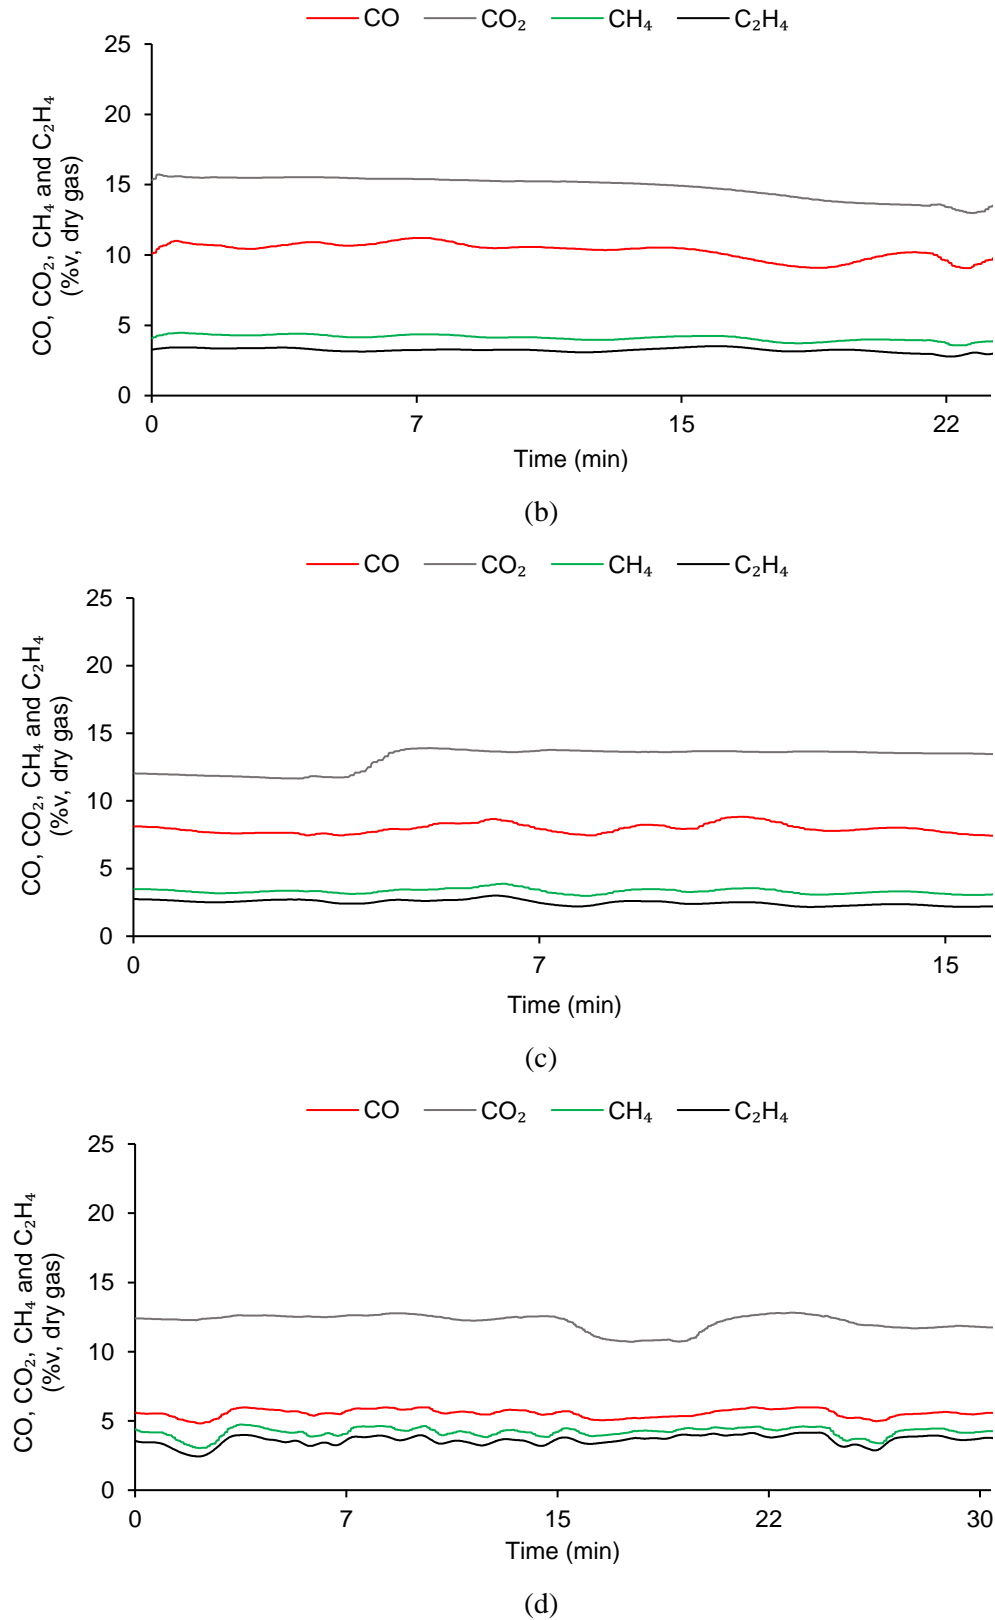 CO CO₂ CH₄ C₂H₄
25
20
15
10
5
0
CO, CO₂, CH₄ and C₂H₄
(%v, dry gas)
0 7 15 22
Time (min)
(b)
CO CO₂ CH₄ C₂H₄
25
20
15
10
5
0
CO, CO₂, CH₄ and C₂H₄
(%v, dry gas)
0 7 15
Time (min)
(c)
CO CO₂ CH₄ C₂H₄
25
20
15
10
5
0
CO, CO₂, CH₄ and C₂H₄
(%v, dry gas)
0 7 15 22 30
Time (min)
(d)